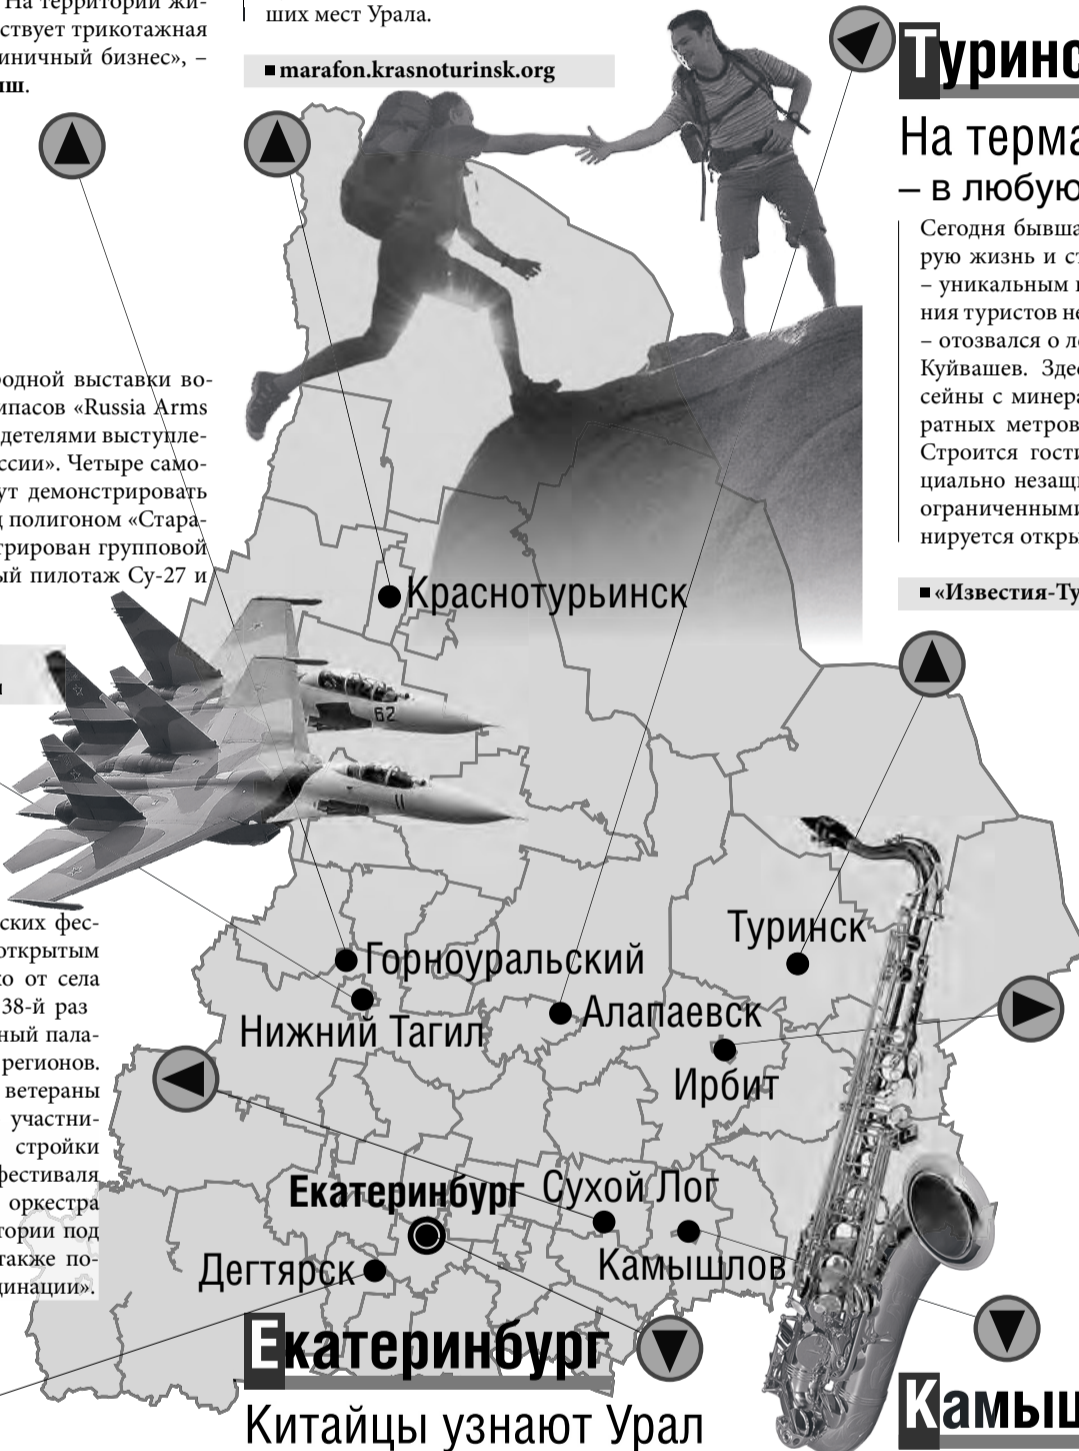 На территории жи-
ствует трикотажная
иничный бизнес», –
ш.
ших мест Урала.
■ marafon.krasnoturinsk.org
родной выставки во-
ипасов «Russia Arms
детелями выступле-
ссии». Четыре само-
ут демонстрировать
д полигоном «Стара-
трирован групповой
ый пилотаж Су-27 и
ских фес-
открытым
ко от села
38-й раз
ный пала-
регионов.
ветераны
участни-
стройки
фестиваля
оркестра
тории под
также по-
динации».
Туринс
На терма
– в любую
Сегодня бывша
рую жизнь и ст
– уникальным
ния туристов не
– отозвался о л
Куйвашев. Здес
сейны с минера
ратных метров
Строится гости
циально незащ
ограниченными
нируется откры
■ «Известия-Ту
62
11
Краснотурьинск
Туринск
Горноуральский
Алапаевск
Нижний Тагил
Ирбит
Екатеринбург
Сухой Лог
Камышлов
Дегтярск
Екатеринбург
Китайцы узнают Урал
Камыш